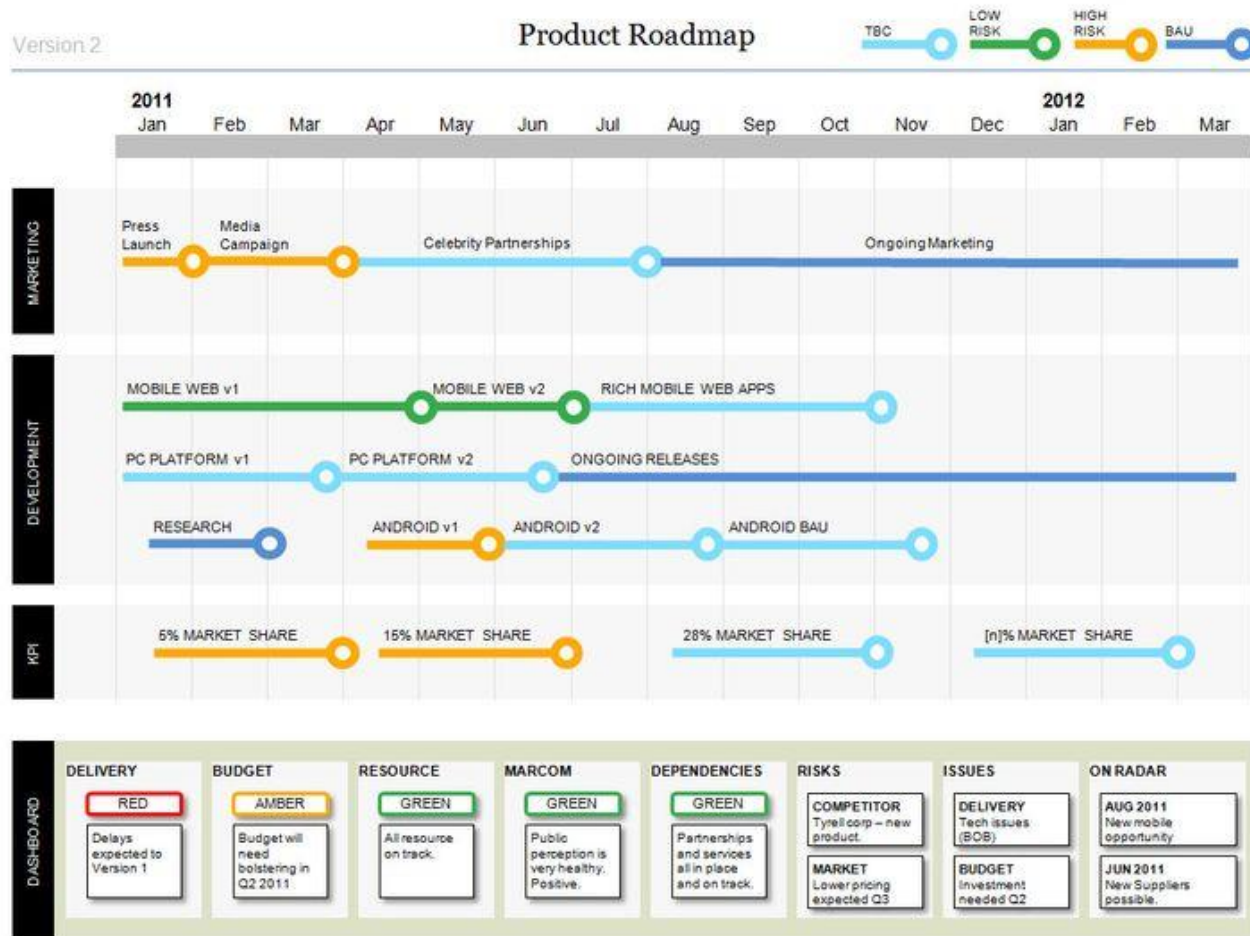 Version 2
Product Roadmap
TBC
LOW
RISK
HIGH
RISK
BAU
2011
2012
Jan Feb Mar Apr May Jun Jul Aug Sep Oct Nov Dec Jan Feb Mar
MARKETING
Press
Launch
Media
Campaign
Celebrity Partnerships
Ongoing Marketing
DEVELOPMENT
MOBILE WEB v1
MOBILE WEB v2
RICH MOBILE WEB APPS
PC PLATFORM v1
PC PLATFORM v2
ONGOING RELEASES
RESEARCH
ANDROID v1
ANDROID v2
ANDROID BAU
KPI
5% MARKET SHARE
15% MARKET SHARE
28% MARKET SHARE
[n]% MARKET SHARE
DASHBOARD
DELIVERY
RED
Delays
expected to
Version 1
BUDGET
AMBER
Budget will
need
bolstering in
Q2 2011
RESOURCE
GREEN
All resource
on track.
MARCOM
GREEN
Public
perception is
very healthy.
Positive.
DEPENDENCIES
GREEN
Partnerships
and services
all in place
and on track.
RISKS
COMPETITOR
Tyrell corp – new
product.
MARKET
Lower pricing
expected Q3
ISSUES
DELIVERY
Tech issues
(BOB)
BUDGET
Investment
needed Q2
ON RADAR
AUG 2011
New mobile
opportunity
JUN 2011
New Suppliers
possible.